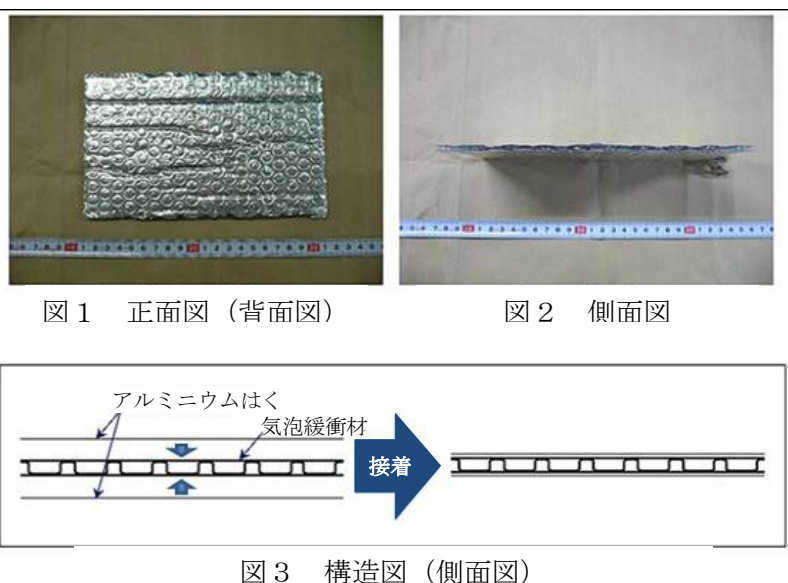 図1 正面図(背面図)
図2 側面図
アルミニウムはく
気泡緩衝材
接着
図3 構造図(側面図)